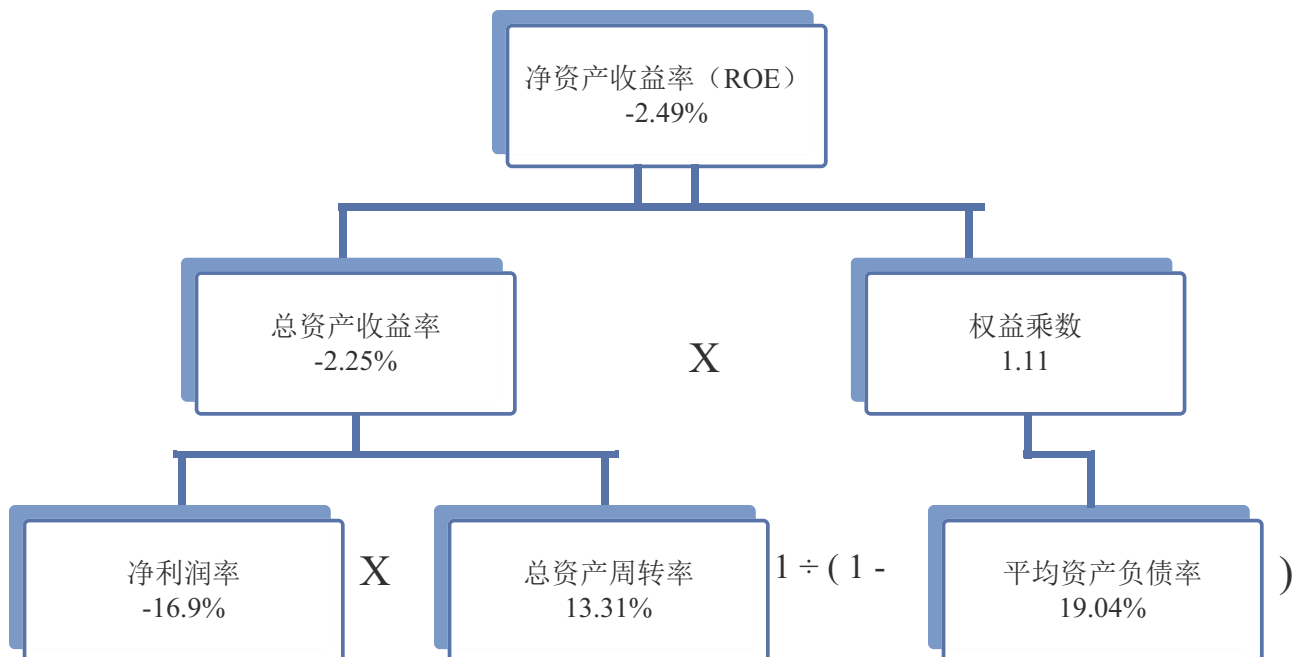 净资产收益率（ROE）
-2.49%
总资产收益率
-2.25%
X
权益乘数
1.11
净利润率
-16.9%
X
总资产周转率
13.31%
1 ÷ ( 1 -
平均资产负债率
19.04%
)